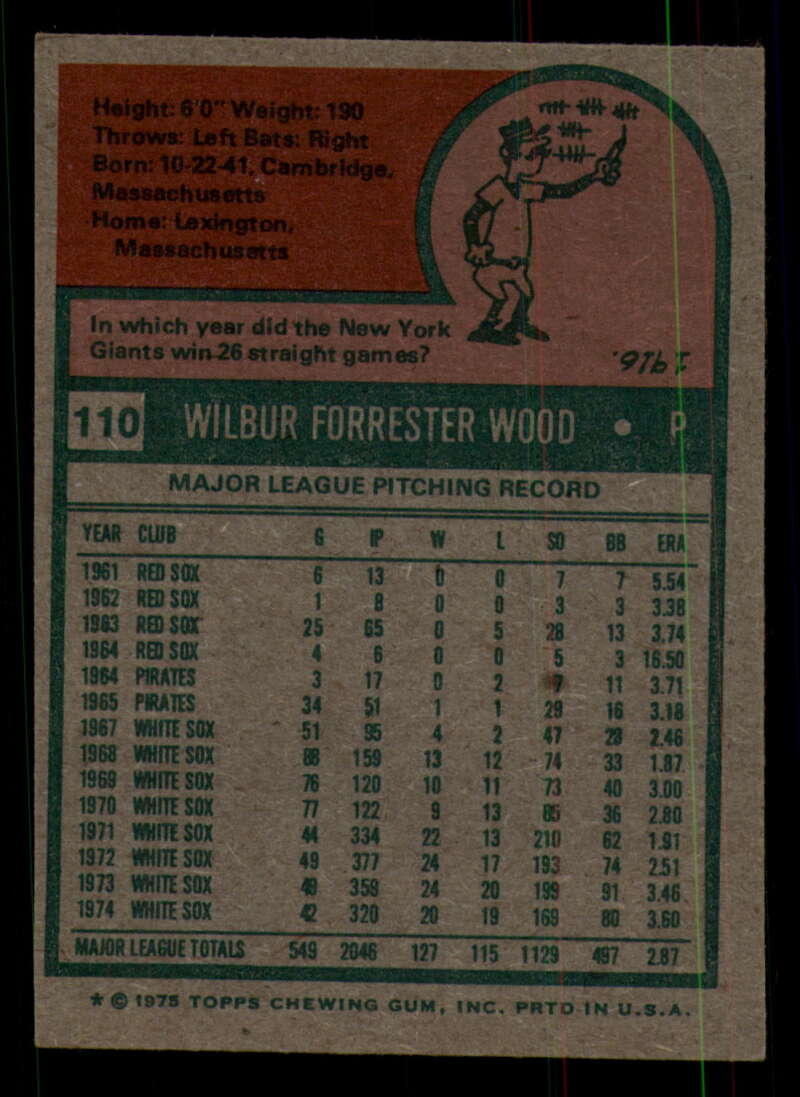 Height: 6'0" Weight: 190
Throws: Left Bats: Right
Born: 10-22-41, Cambridge,
Massachusetts
Home: Lexington,
Massachusetts
In which year did the New York
Giants win 26 straight games?
1916.
110 WILBUR FORRESTER WOOD • P
MAJOR LEAGUE PITCHING RECORD
YEAR CLUB G IP W L SO BB ERA
1961 RED SOX 6 13 0 0 7 7 5.54
1962 RED SOX 1 8 0 0 3 3 3.38
1963 RED SOX 25 65 0 5 28 13 3.74
1964 RED SOX 4 6 0 0 5 3 16.50
1964 PIRATES 3 17 0 2 7 11 3.71
1965 PIRATES 34 51 1 1 29 16 3.18
1967 WHITE SOX 51 95 4 2 47 28 2.46
1968 WHITE SOX 88 159 13 12 74 33 1.87
1969 WHITE SOX 76 120 10 11 73 40 3.00
1970 WHITE SOX 77 122 9 13 85 36 2.80
1971 WHITE SOX 44 334 22 13 210 62 1.91
1972 WHITE SOX 49 377 24 17 193 74 2.51
1973 WHITE SOX 49 359 24 20 199 91 3.46
1974 WHITE SOX 42 320 20 19 169 80 3.60
MAJOR LEAGUE TOTALS 549 2046 127 115 1129 497 2.87
* © 1975 TOPPS CHEWING GUM, INC. PRTD IN U.S.A.